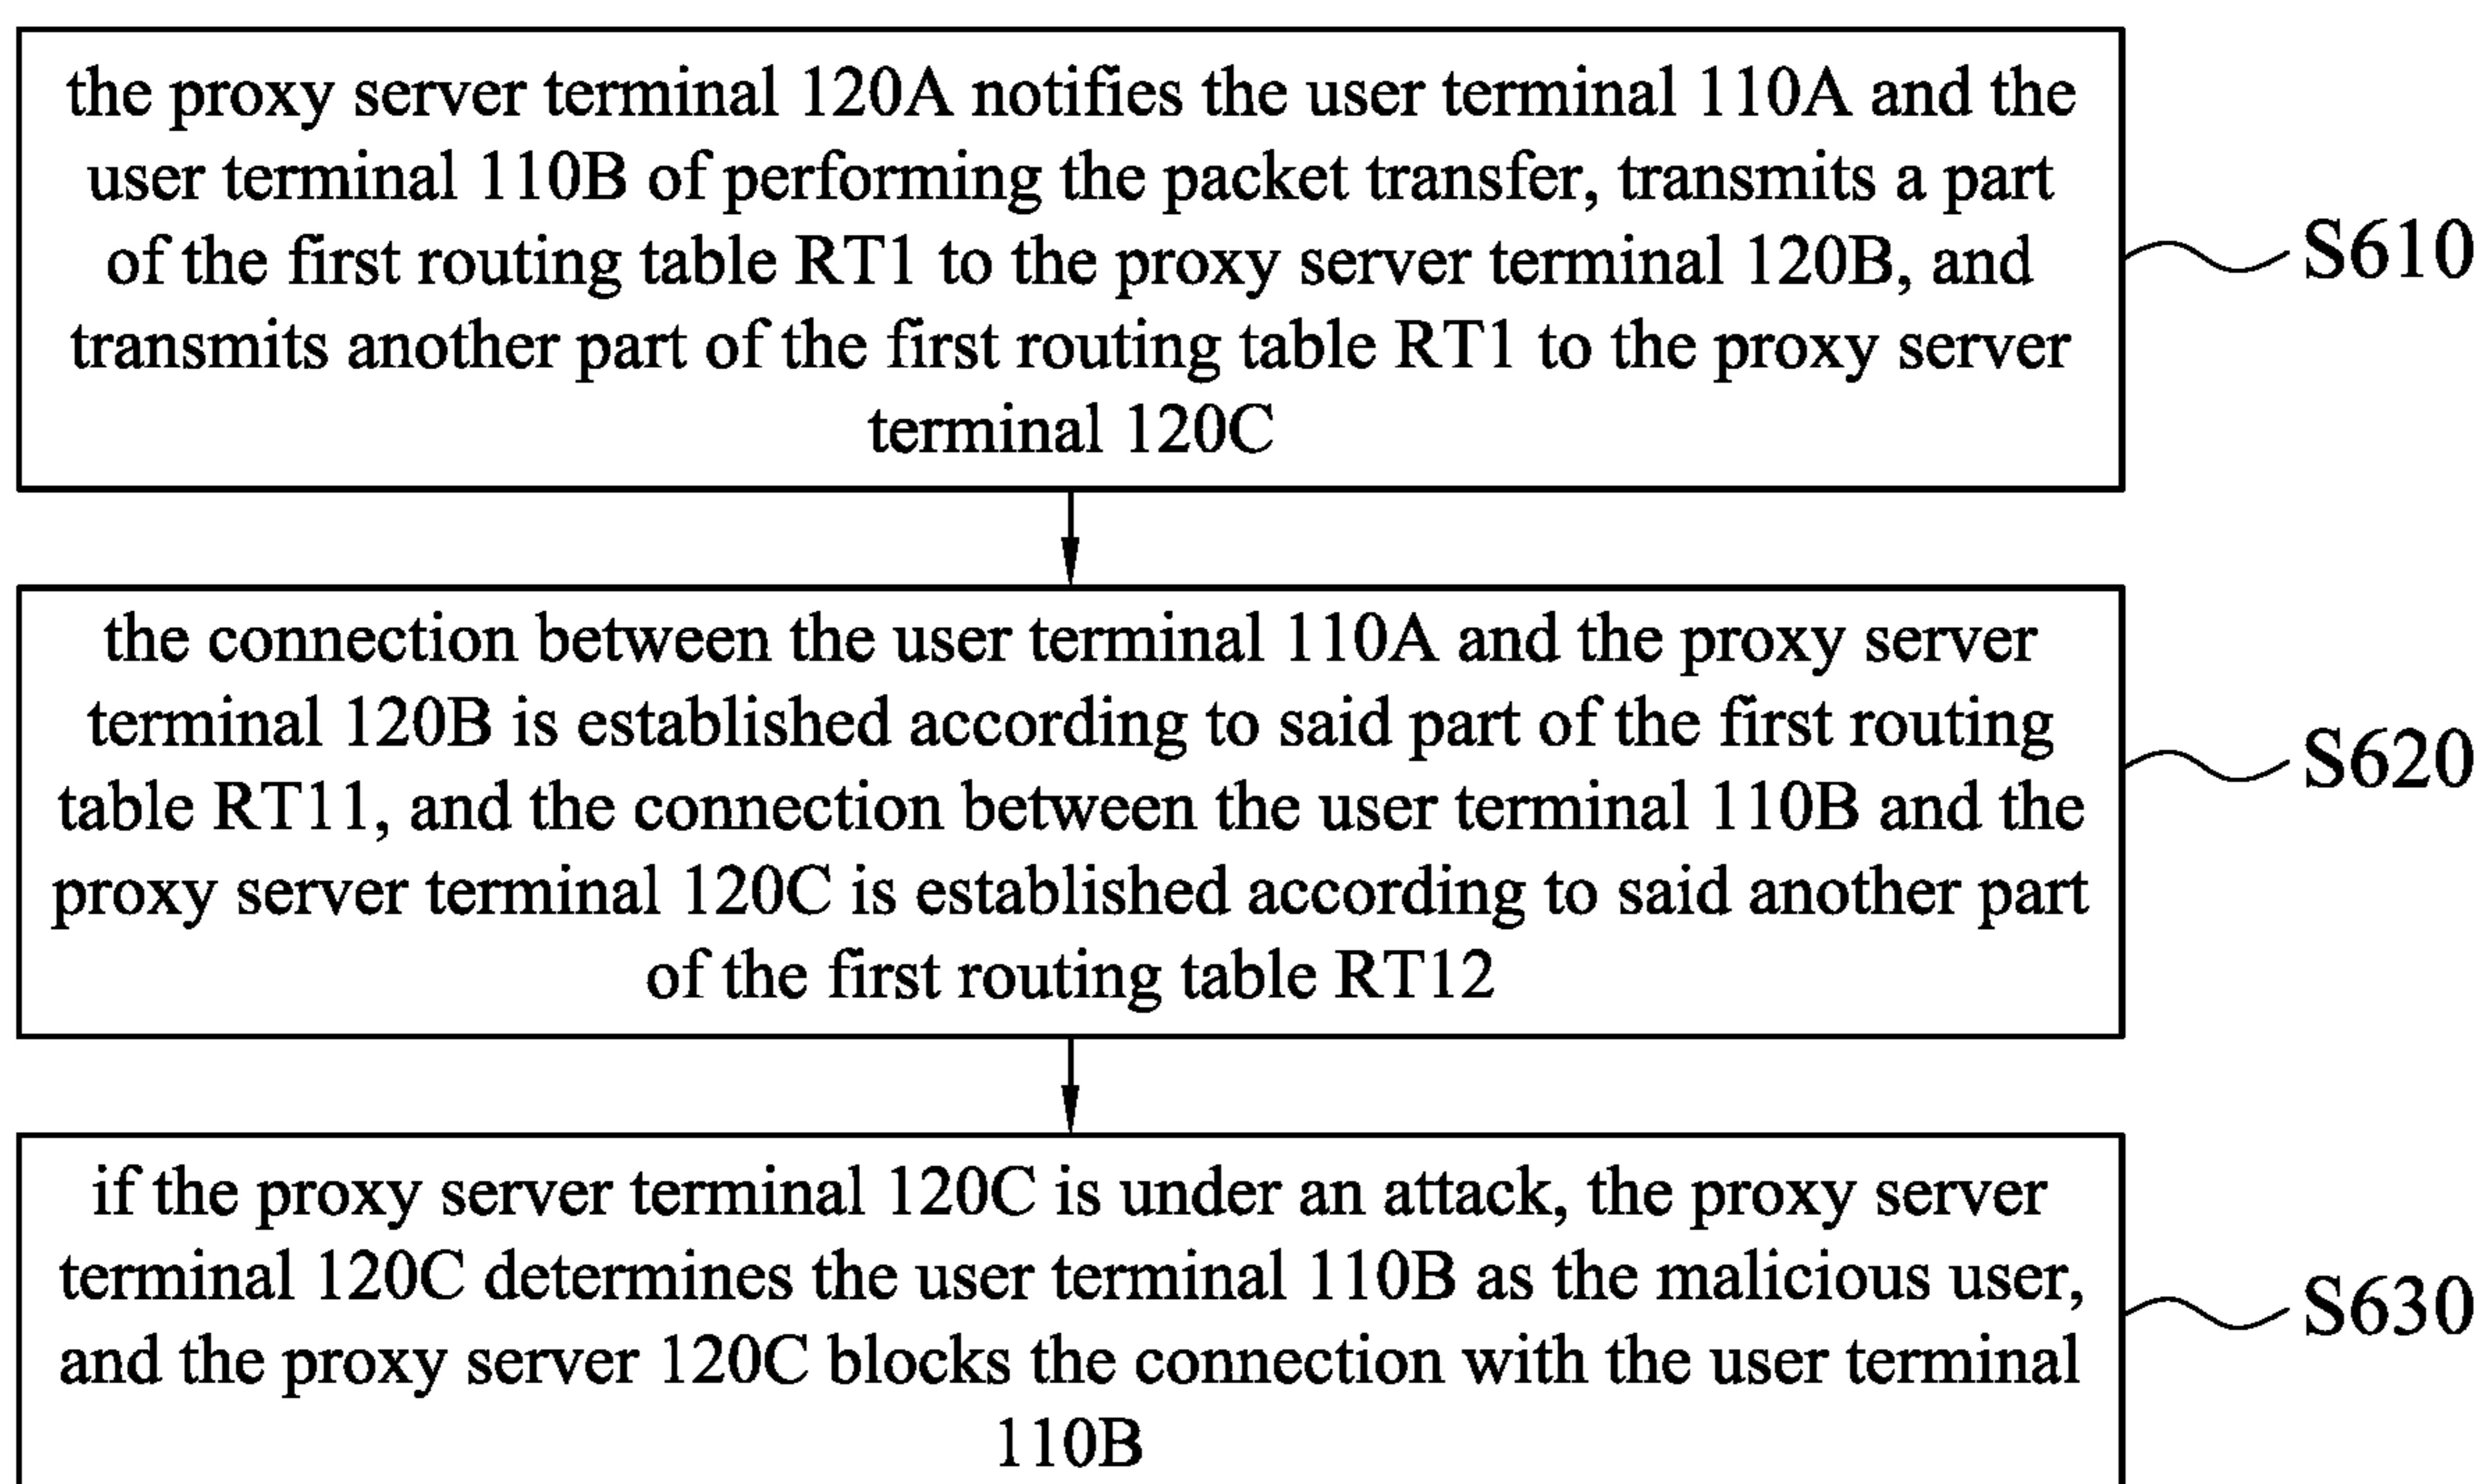 the proxy server terminal 120A notifies the user terminal 110A and the
user terminal 110B of performing the packet transfer, transmits a part
of the first routing table RT1 to the proxy server terminal 120B, and
transmits another part of the first routing table RT1 to the proxy server
terminal 120C
S610
the connection between the user terminal 110A and the proxy server
terminal 120B is established according to said part of the first routing
table RT11, and the connection between the user terminal 110B and the
proxy server terminal 120C is established according to said another part
of the first routing table RT12
S620
if the proxy server terminal 120C is under an attack, the proxy server
terminal 120C determines the user terminal 110B as the malicious user,
and the proxy server 120C blocks the connection with the user terminal
110B
S630